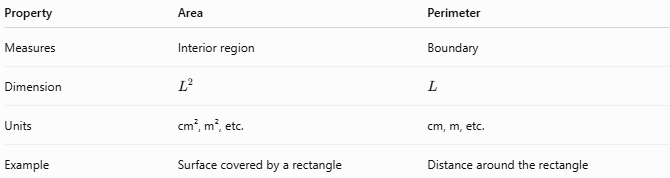 Property Area Perimeter
Measures Interior region Boundary
Dimension L² L
Units cm², m², etc. cm, m, etc.
Example Surface covered by a rectangle Distance around the rectangle